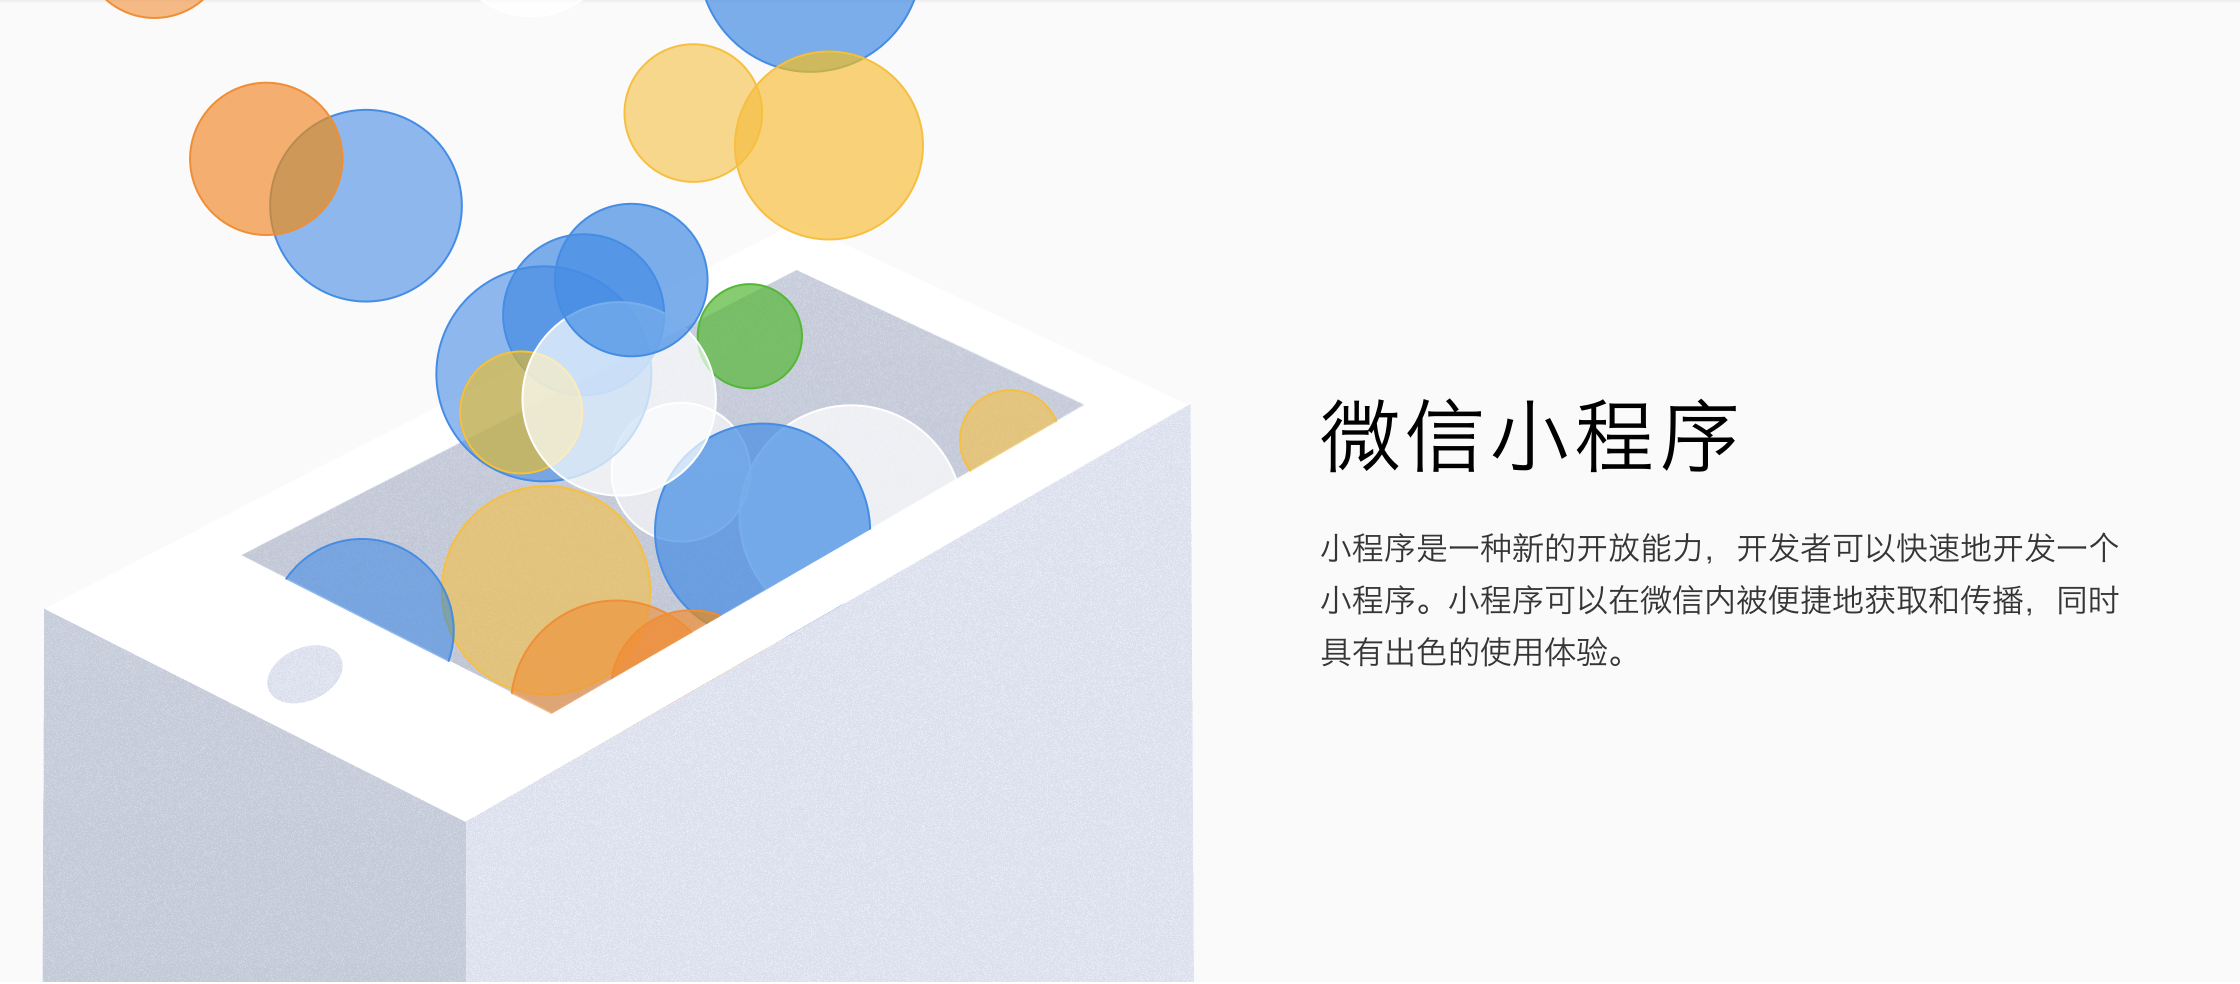 微信小程序
小程序是一种新的开放能力，开发者可以快速地开发一个
小程序。小程序可以在微信内被便捷地获取和传播，同时
具有出色的使用体验。